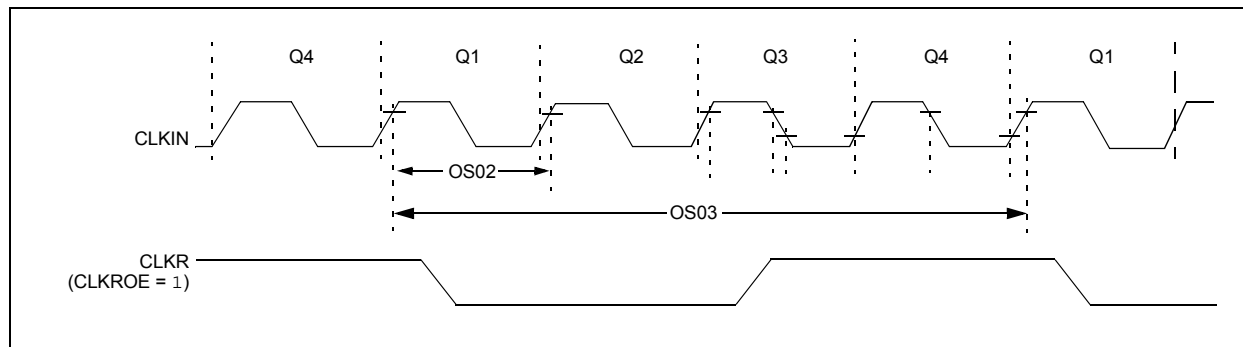 Q4 Q1 Q2 Q3 Q4 Q1
CLKIN
OS02
OS03
CLKR
(CLKROE = 1)